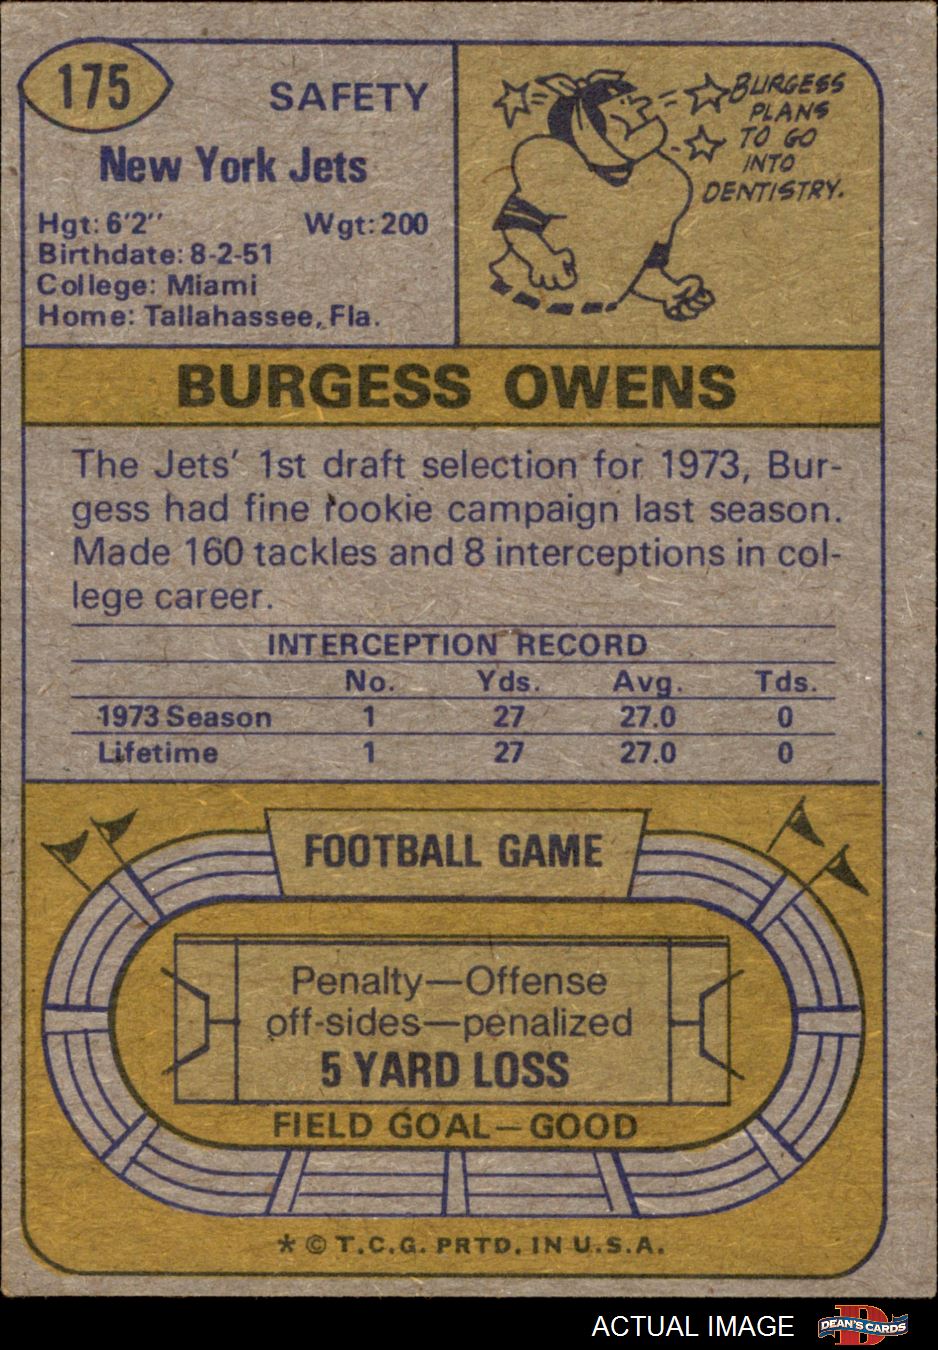 175
SAFETY
New York Jets
Hgt: 6'2" Wgt: 200
Birthdate: 8-2-51
College: Miami
Home: Tallahassee, Fla.
BURGESS
PLANS
TO GO
INTO
DENTISTRY.
BURGESS OWENS
The Jets' 1st draft selection for 1973, Bur-
gess had fine rookie campaign last season.
Made 160 tackles and 8 interceptions in col-
lege career.
INTERCEPTION RECORD
No. Yds. Avg. Tds.
1973 Season 1 27 27.0 0
Lifetime 1 27 27.0 0
FOOTBALL GAME
Penalty—Offense
off-sides—penalized
5 YARD LOSS
FIELD GOAL—GOOD
* © T.C.G. PRTD. IN U.S.A.
ACTUAL IMAGE
D
DEAN'S CARDS